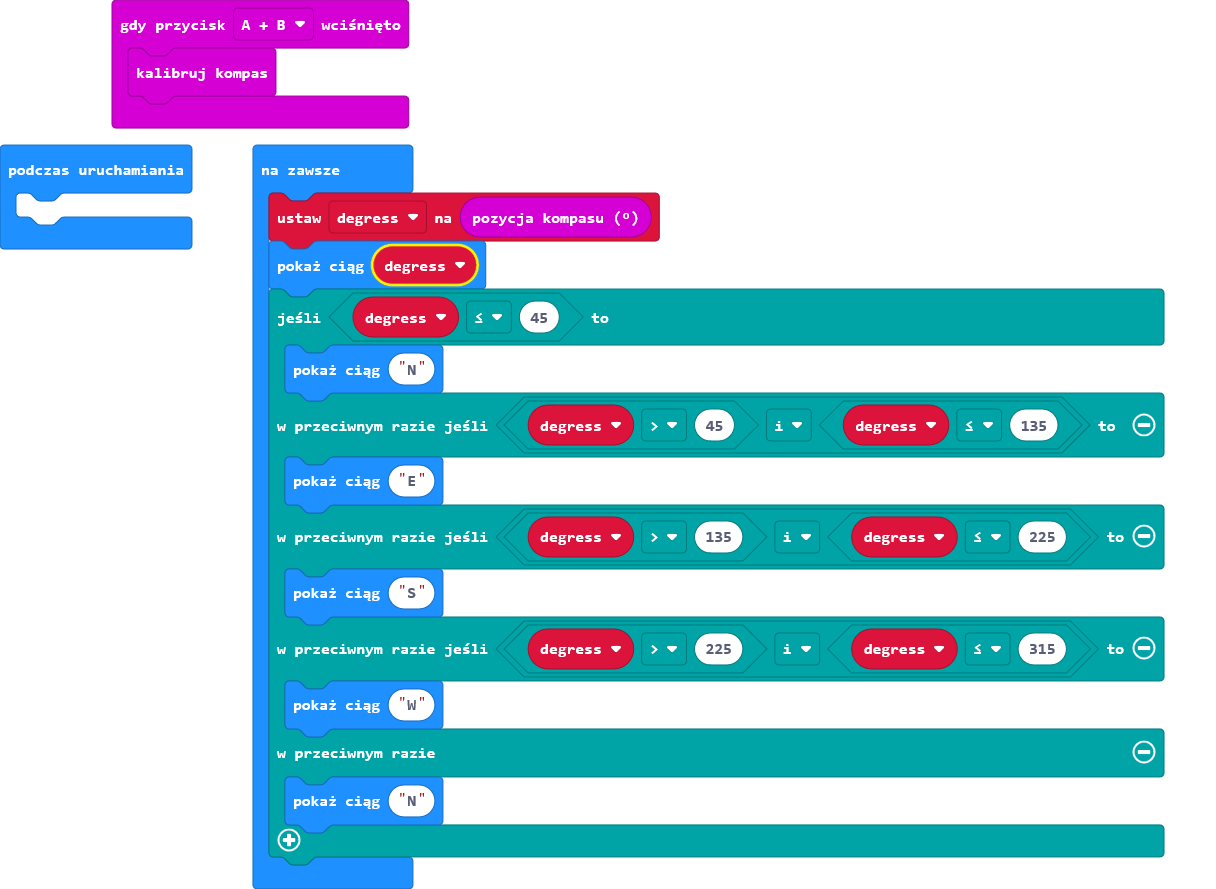 gdy przycisk A + B wciśnięto
kalibruj kompas
podczas uruchamiania
na zawsze
ustaw degress na pozycja kompasu (º)
pokaż ciąg degress
jeśli degress ≤ 45 to
pokaż ciąg "N"
w przeciwnym razie jeśli degress > 45 i degress ≤ 135 to
pokaż ciąg "E"
w przeciwnym razie jeśli degress > 135 i degress ≤ 225 to
pokaż ciąg "S"
w przeciwnym razie jeśli degress > 225 i degress ≤ 315 to
pokaż ciąg "W"
w przeciwnym razie
pokaż ciąg "N"